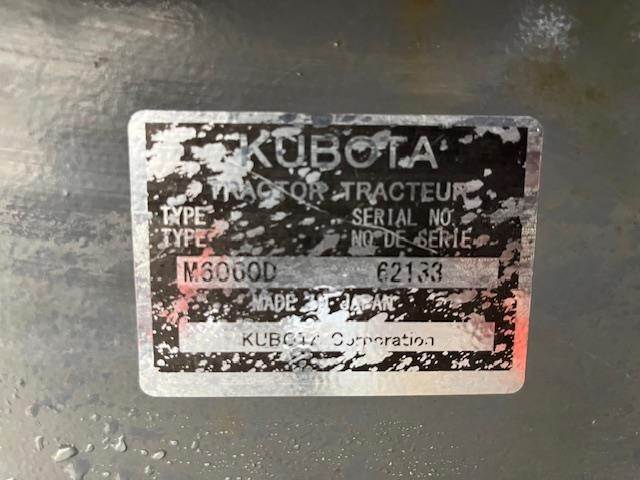 KUBOTA
TRACTOR TRACTEUR
TYPE SERIAL NO
TYPE NO DE SERIE
M6060D 62133
MADE IN JAPAN
KUBOTA Corporation